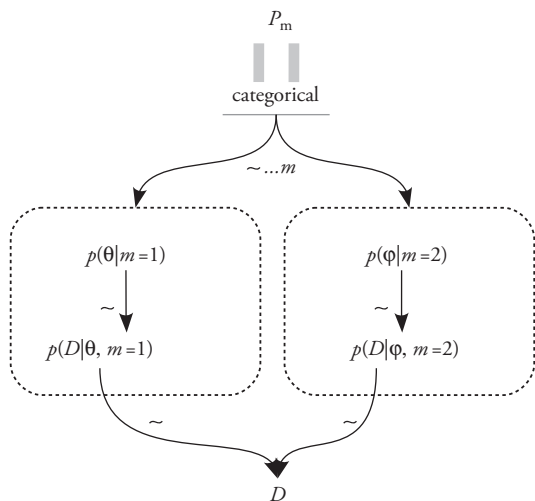 P_m
categorical
~ ...m
p(θ|m=1) p(φ|m=2)
~ ~
p(D|θ, m=1) p(D|φ, m=2)
~ ~
D